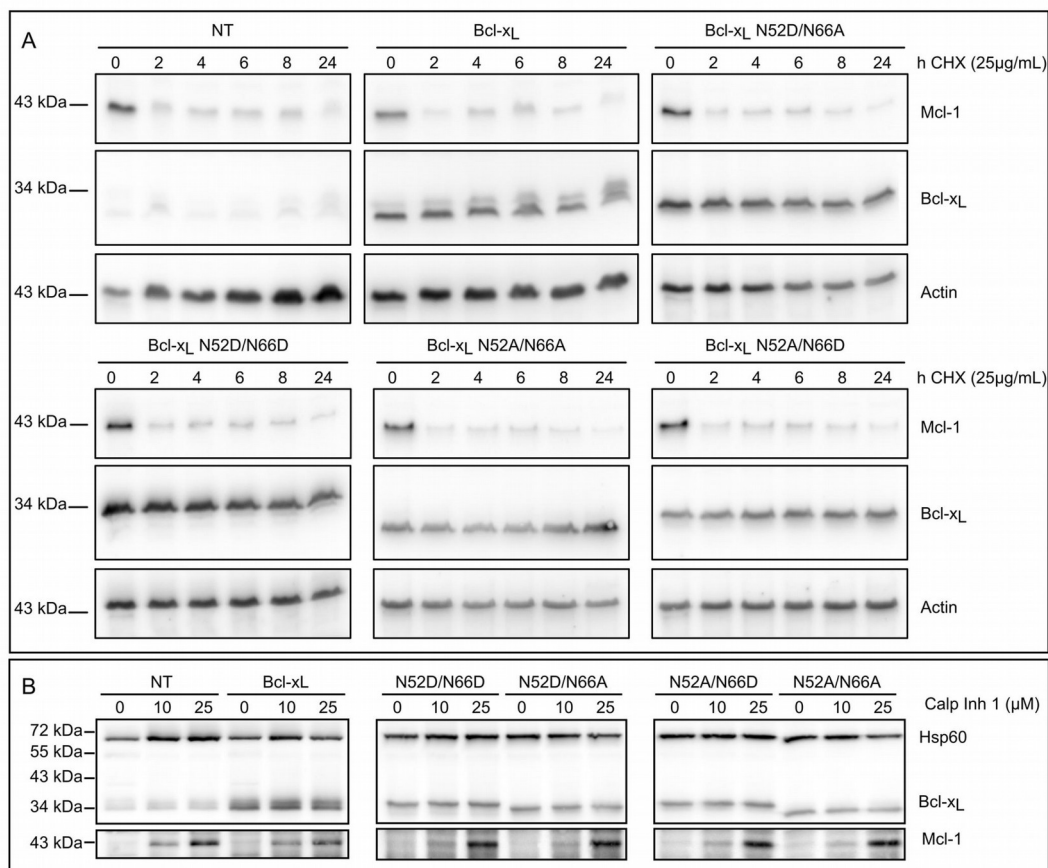 A
NT Bcl-xL Bcl-xL N52D/N66A
0 2 4 6 8 24 0 2 4 6 8 24 0 2 4 6 8 24 h CHX (25µg/mL)
43 kDa Mcl-1
34 kDa Bcl-xL
43 kDa Actin
Bcl-xL N52D/N66D Bcl-xL N52A/N66A Bcl-xL N52A/N66D
0 2 4 6 8 24 0 2 4 6 8 24 0 2 4 6 8 24 h CHX (25µg/mL)
43 kDa Mcl-1
34 kDa Bcl-xL
43 kDa Actin
B
NT Bcl-xL N52D/N66D N52D/N66A N52A/N66D N52A/N66A
0 10 25 0 10 25 0 10 25 0 10 25 0 10 25 0 10 25 Calp Inh 1 (µM)
72 kDa Hsp60
55 kDa
43 kDa
34 kDa Bcl-xL
43 kDa Mcl-1